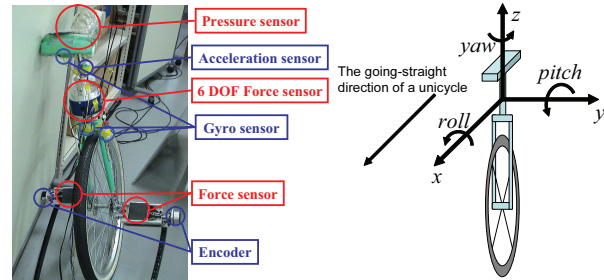 Pressure sensor
Acceleration sensor
6 DOF Force sensor
Gyro sensor
Force sensor
Encoder
The going-straight
direction of a unicycle
z
yaw
pitch
y
roll
x